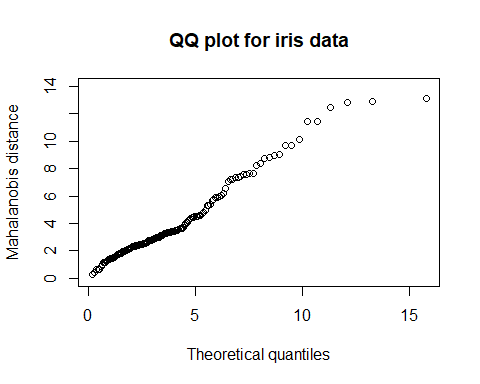 QQ plot for iris data
Mahalanobis distance
14
10
8
6
4
2
0
0 5 10 15
Theoretical quantiles